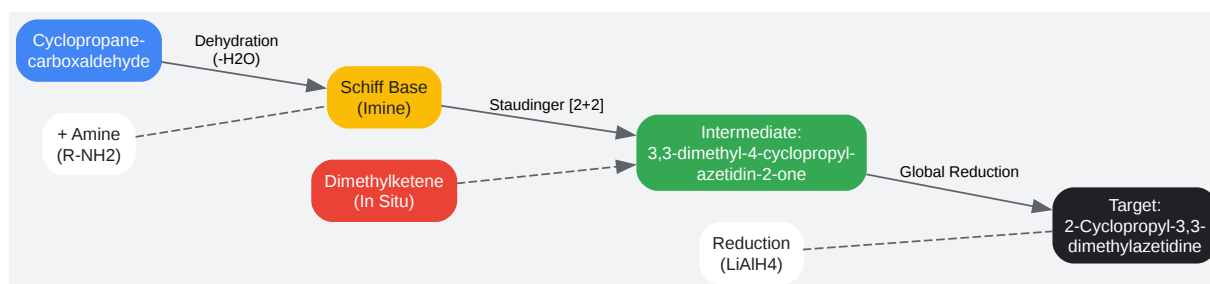 Cyclopropane-
carboxaldehyde
Dehydration
(-H2O)
+ Amine
(R-NH2)
Schiff Base
(Imine)
Staudinger [2+2]
Dimethylketene
(In Situ)
Intermediate:
3,3-dimethyl-4-cyclopropyl-
azetidin-2-one
Global Reduction
Reduction
(LiAlH4)
Target:
2-Cyclopropyl-3,3-
dimethylazetidine